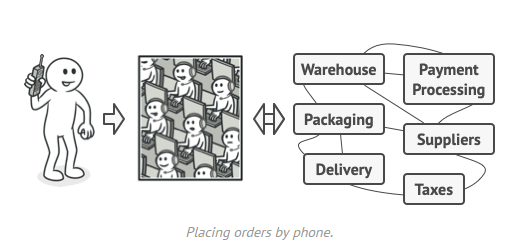 Warehouse
Payment
Processing
Packaging
Suppliers
Delivery
Taxes
Placing orders by phone.